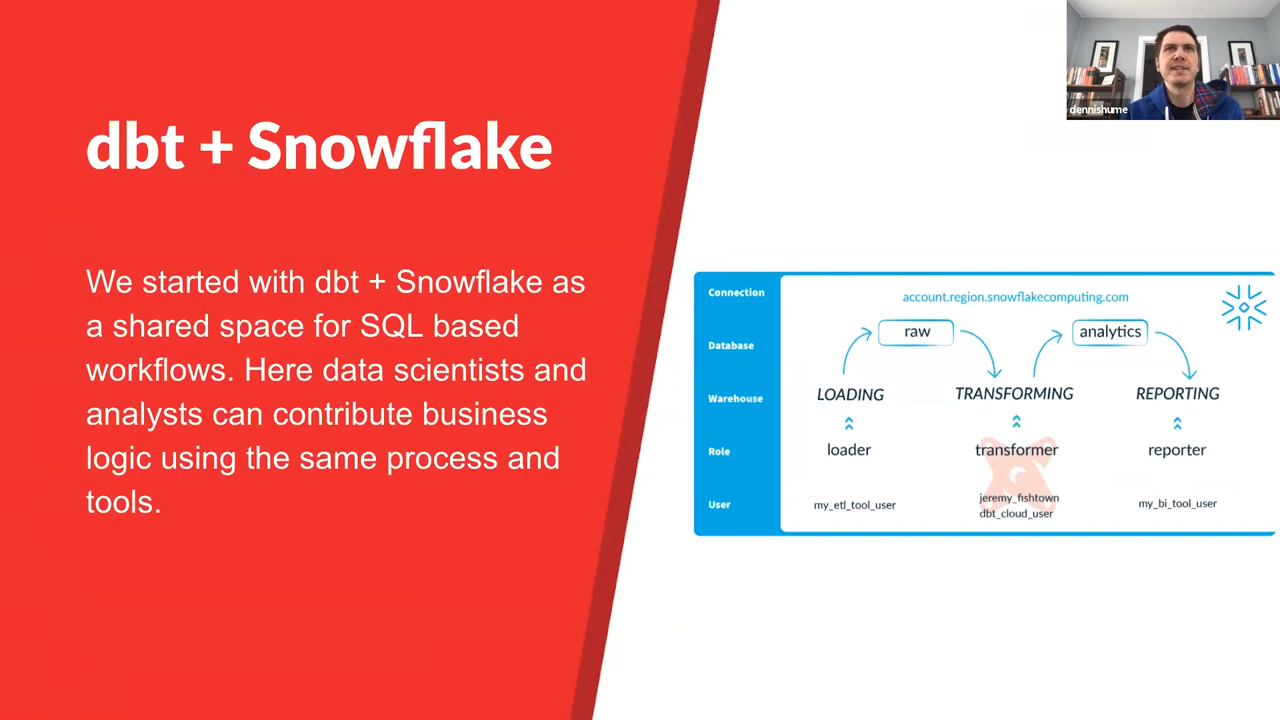 dbt + Snowflake
We started with dbt + Snowflake as
a shared space for SQL based
workflows. Here data scientists and
analysts can contribute business
logic using the same process and
tools.
dennishume
Connection
account.region.snowflakecomputing.com
Database
raw
analytics
Warehouse
LOADING
TRANSFORMING
REPORTING
Role
loader
transformer
reporter
User
my_etl_tool_user
jeremy_fishtown
dbt_cloud_user
my_bi_tool_user